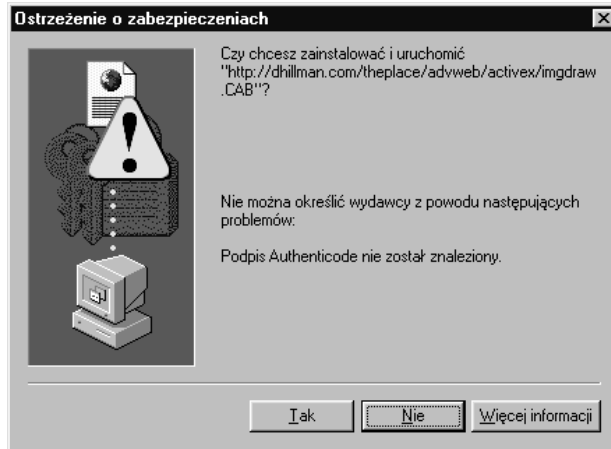 Ostrzeżenie o zabezpieczeniach
Czy chcesz zainstalować i uruchomić
"http://dhillman.com/theplace/advweb/activex/imgdraw
.CAB"?
Nie można określić wydawcy z powodu następujących
problemów:
Podpis Authenticode nie został znaleziony.
Tak
Nie
Więcej informacji